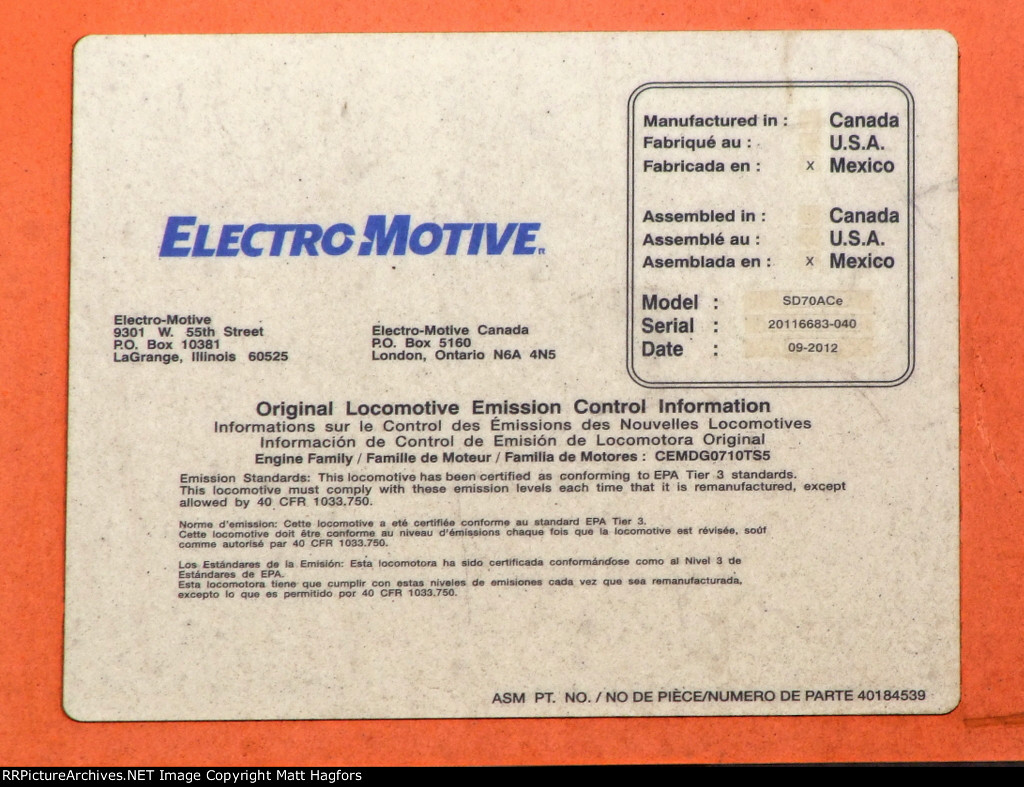 Manufactured in : Canada
Fabriqué au : U.S.A.
Fabricada en : x Mexico
Assembled in : Canada
Assemblé au : U.S.A.
Asemblada en : x Mexico
Model : SD70ACe
Serial : 20116683-040
Date : 09-2012
ELECTRO-MOTIVE
Electro-Motive
9301 W. 55th Street
P.O. Box 10381
LaGrange, Illinois 60525
Electro-Motive Canada
P.O. Box 5160
London, Ontario N6A 4N5
Original Locomotive Emission Control Information
Informations sur le Control des Émissions des Nouvelles Locomotives
Información de Control de Emisión de Locomotora Original
Engine Family / Famille de Moteur / Familia de Motores : CEMDG0710TS5
Emission Standards: This locomotive has been certified as conforming to EPA Tier 3 standards.
This locomotive must comply with these emission levels each time that it is remanufactured, except
allowed by 40 CFR 1033.750.
Norme d'emission: Cette locomotive a eté certifiée conforme au standard EPA Tier 3.
Cette locomotive doit être conforme au niveau d'émissions chaque fois que la locomotive est révisée, soúf
comme autorisé par 40 CFR 1033.750.
Los Estándares de la Emisión: Esta locomotora ha sido certificada conformándose como al Nivel 3 de
Estándares de EPA.
Esta locomotora tiene que cumplir con estas niveles de emisiones cada vez que sea remanufacturada,
excepto lo que es permitido por 40 CFR 1033.750.
ASM PT. NO. / NO DE PIÈCE/NUMERO DE PARTE 40184539
RRPictureArchives.NET Image Copyright Matt Hagfors